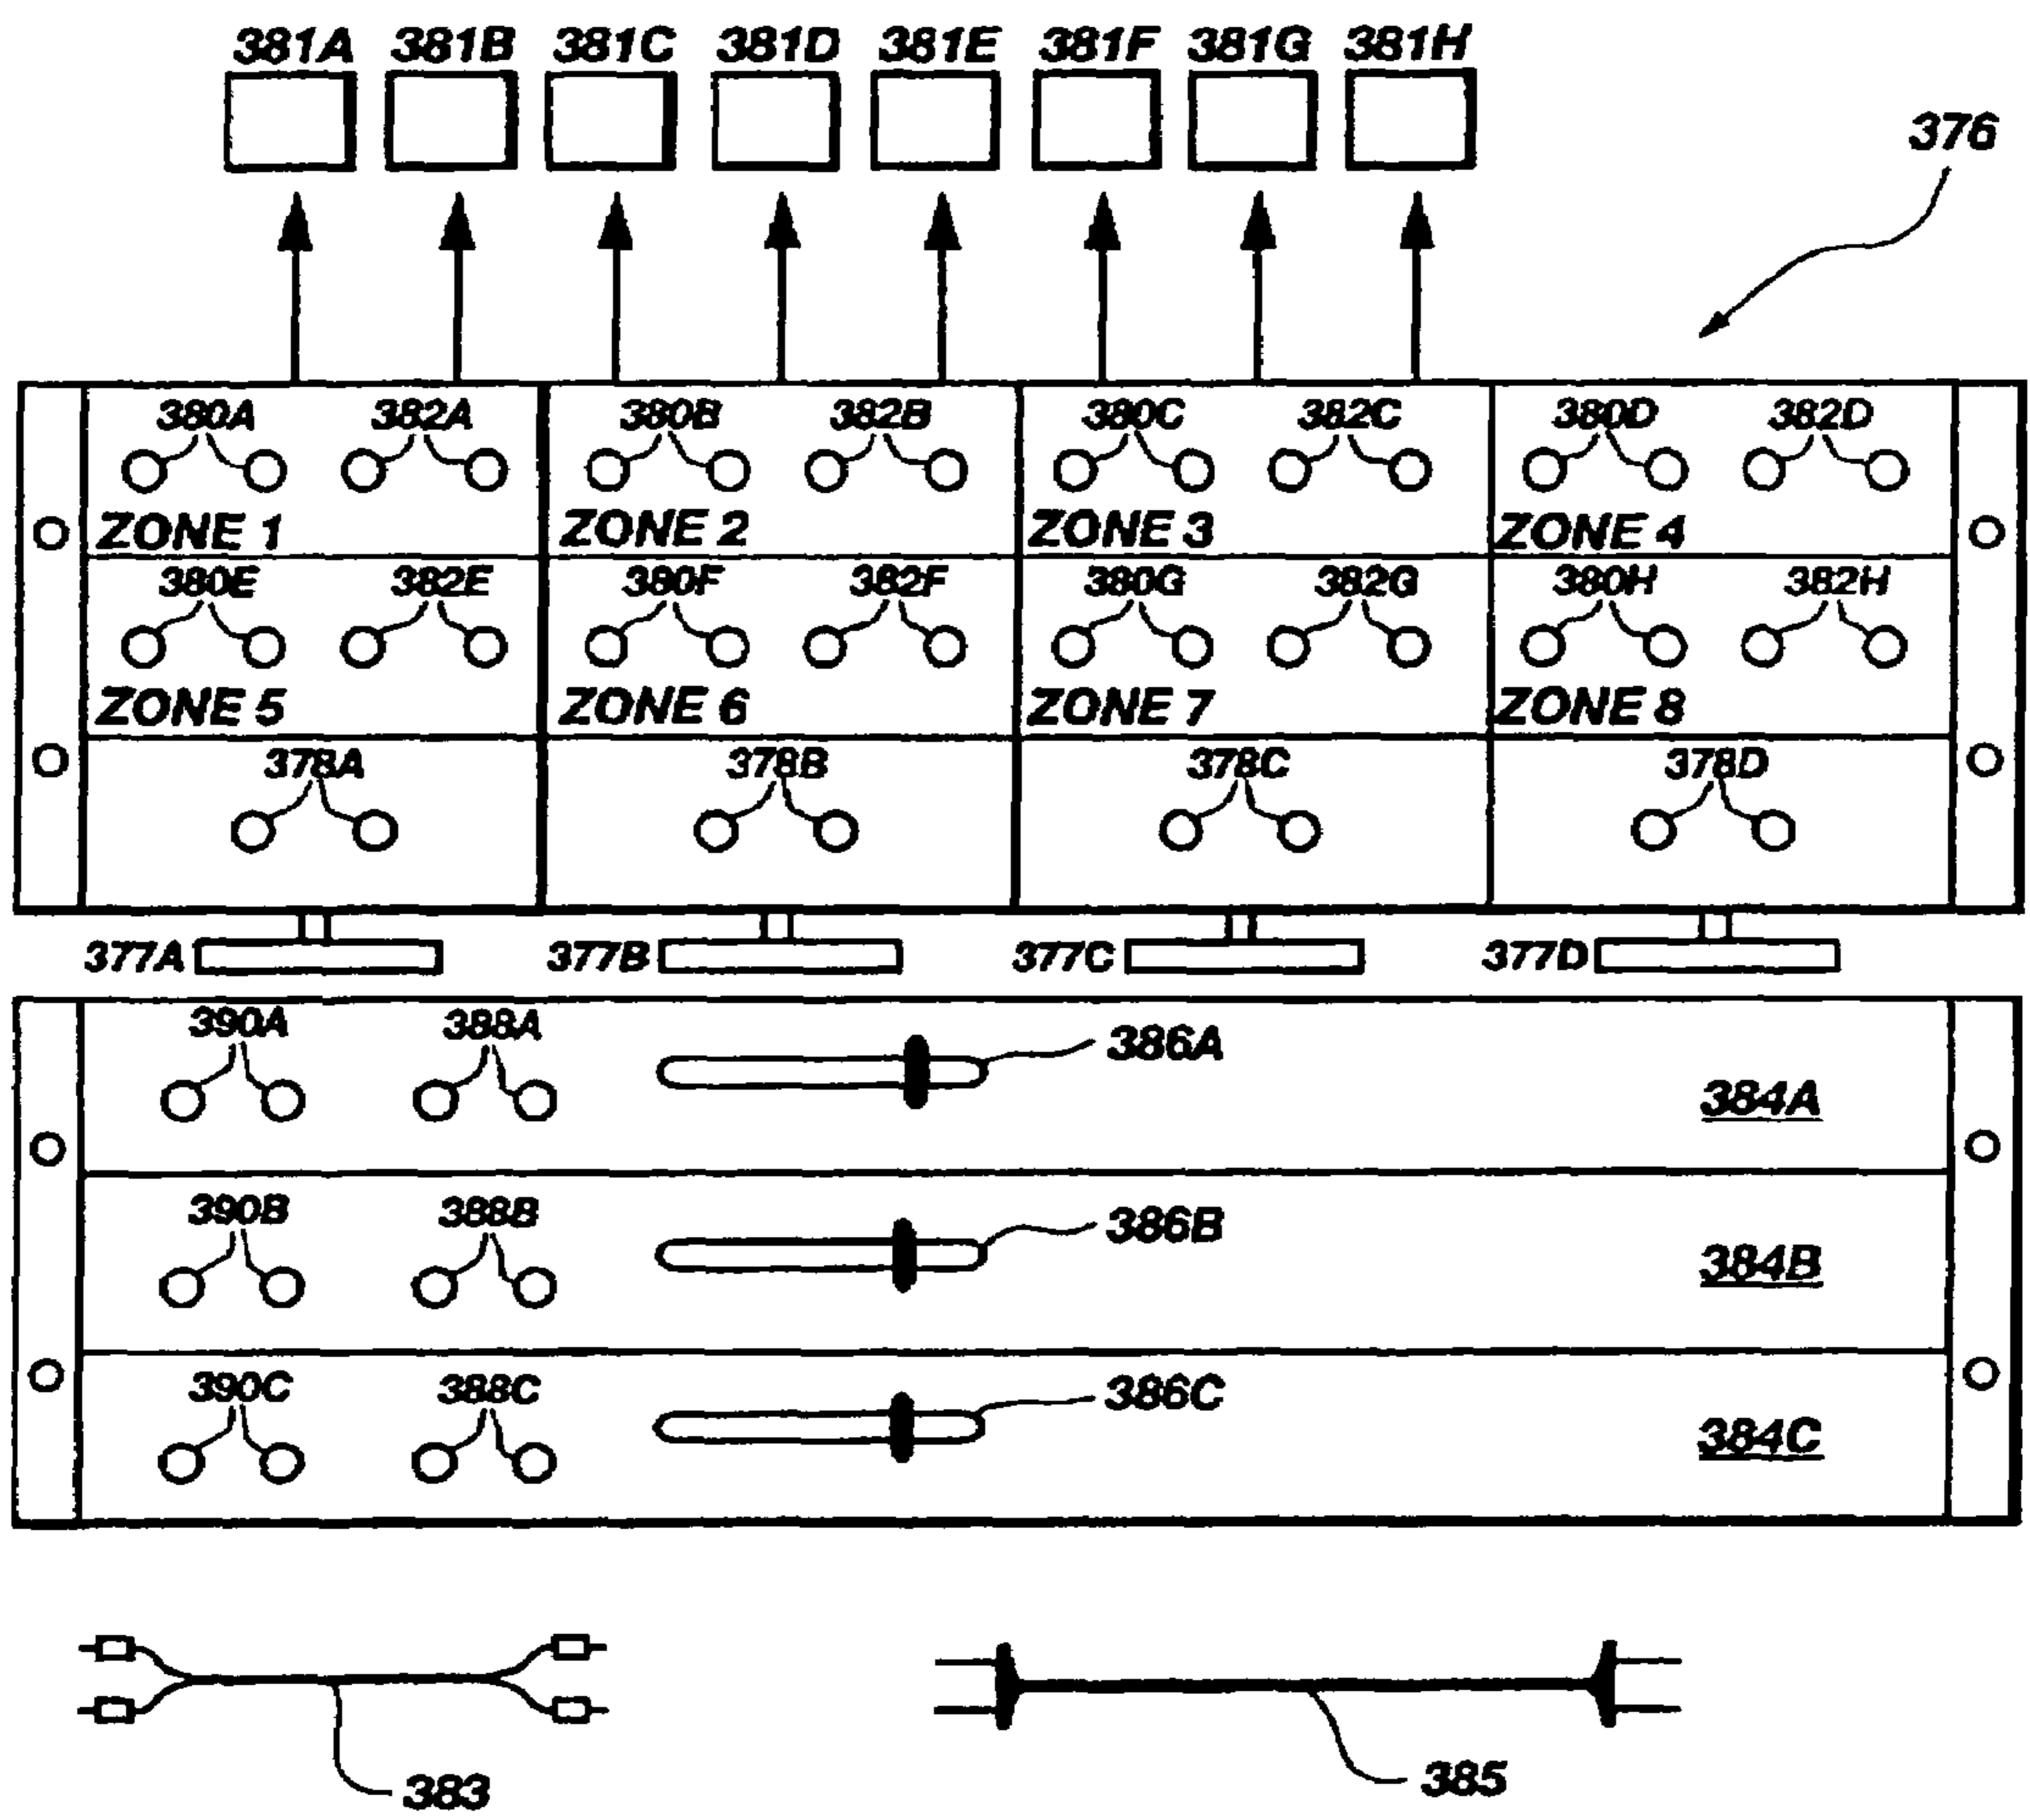 381A 381B 381C 381D 381E 381F 381G 381H
376
380A 382A 380B 382B 380C 382C 380D 382D
ZONE 1 ZONE 2 ZONE 3 ZONE 4
380E 382E 380F 382F 380G 382G 380H 382H
ZONE 5 ZONE 6 ZONE 7 ZONE 8
378A 378B 378C 378D
377A 377B 377C 377D
390A 388A 386A 384A
390B 388B 386B 384B
390C 388C 386C 384C
383 385